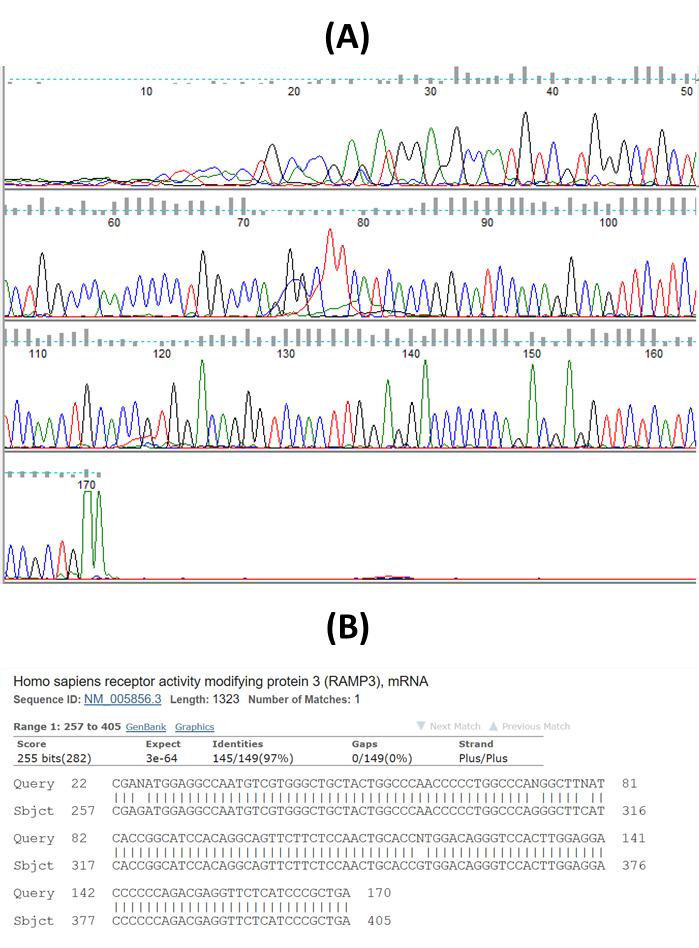 (A)
10 20 30 40 50
60 70 80 90 100
110 120 130 140 150 160
170
(B)
Homo sapiens receptor activity modifying protein 3 (RAMP3), mRNA
Sequence ID: NM_005856.3 Length: 1323 Number of Matches: 1
Range 1: 257 to 405 GenBank Graphics Next Match Previous Match
Score Expect Identities Gaps Strand
255 bits(282) 3e-64 145/149(97%) 0/149(0%) Plus/Plus
Query 22 CGANATGGAGGCCAATGTCGTGGGCTGCTACTGGCCCAACCCCCTGGCCCANGGCTTNAT 81
Sbjct 257 CGAGATGGAGGCCAATGTCGTGGGCTGCTACTGGCCCAACCCCCTGGCCCAGGGCTTCAT 316
Query 82 CACCGGCATCCACAGGCAGTTCTTCTCCAACTGCACCNTGGACAGGGTCCACTTGGAGGA 141
Sbjct 317 CACCGGCATCCACAGGCAGTTCTTCTCCAACTGCACCGTGGACAGGGTCCACTTGGAGGA 376
Query 142 CCCCCCAGACGAGGTTCTCATCCCGCTGA 170
Sbjct 377 CCCCCCAGACGAGGTTCTCATCCCGCTGA 405